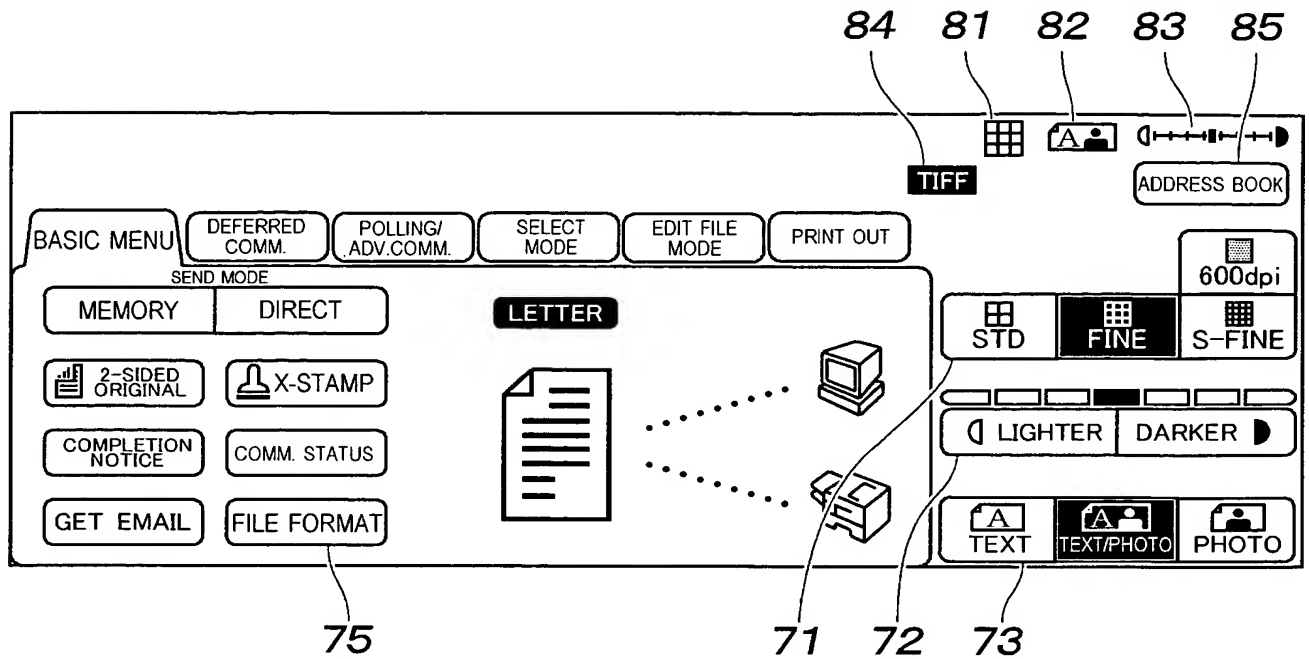 84 81 82 83 85
A
TIFF
ADDRESS BOOK
BASIC MENU
DEFERRED
COMM.
POLLING/
.ADV.COMM.
SELECT
MODE
EDIT FILE
MODE
PRINT OUT
600dpi
SEND MODE
MEMORY DIRECT
LETTER
STD FINE S-FINE
2-SIDED
ORIGINAL
X-STAMP
LIGHTER DARKER
COMPLETION
NOTICE
COMM. STATUS
GET EMAIL FILE FORMAT
A A
TEXT TEXT/PHOTO PHOTO
75 71 72 73